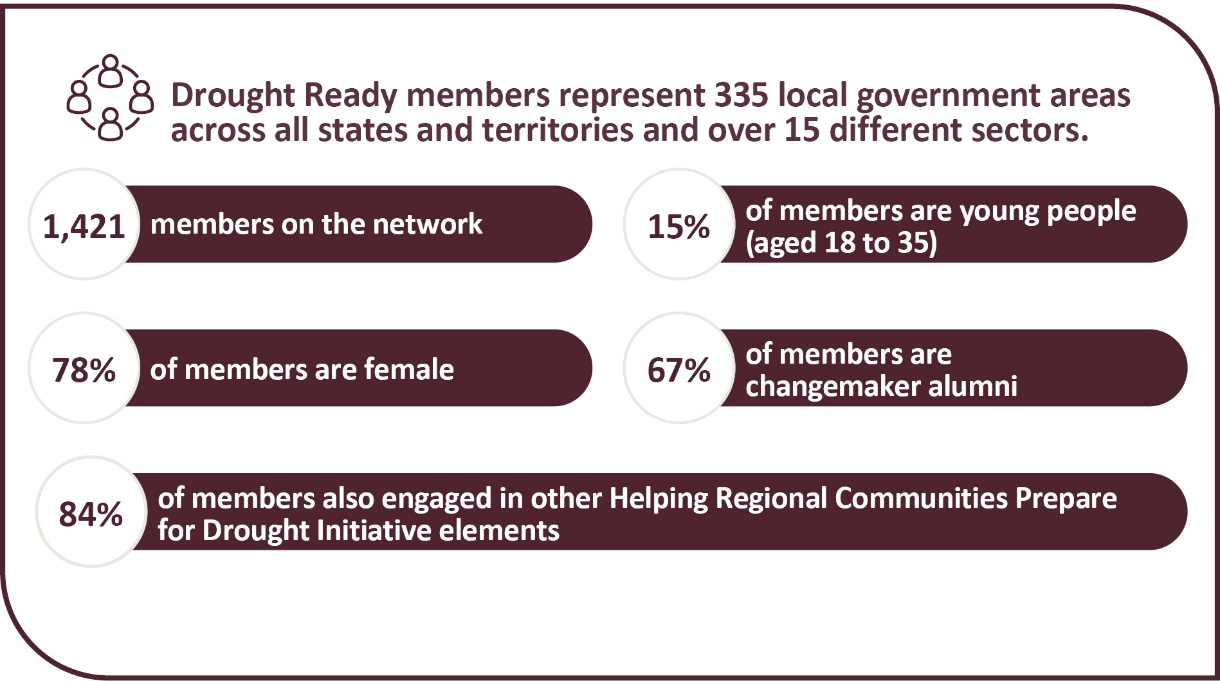 Drought Ready members represent 335 local government areas
across all states and territories and over 15 different sectors.
1,421 members on the network
15% of members are young people
(aged 18 to 35)
78% of members are female
67% of members are
changemaker alumni
84% of members also engaged in other Helping Regional Communities Prepare
for Drought Initiative elements